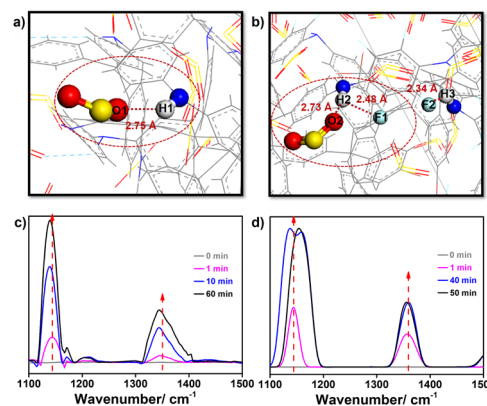 a)
O1
H1
2.75 Å
b)
2.34 Å
H2
2.48 Å
H3
2.73 Å
F1
F2
O2
c)
0 min
1 min
10 min
60 min
1100 1200 1300 1400 1500
Wavenumber/ cm-1
d)
0 min
1 min
40 min
50 min
1100 1200 1300 1400 1500
Wavenumber/ cm-1